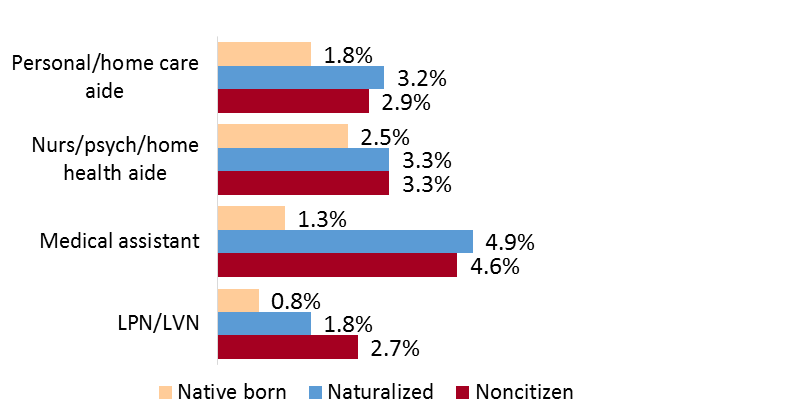 Personal/home care
aide
1.8%
3.2%
2.9%
Nurs/psych/home
health aide
2.5%
3.3%
3.3%
Medical assistant
1.3%
4.9%
4.6%
LPN/LVN
0.8%
1.8%
2.7%
Native born Naturalized Noncitizen